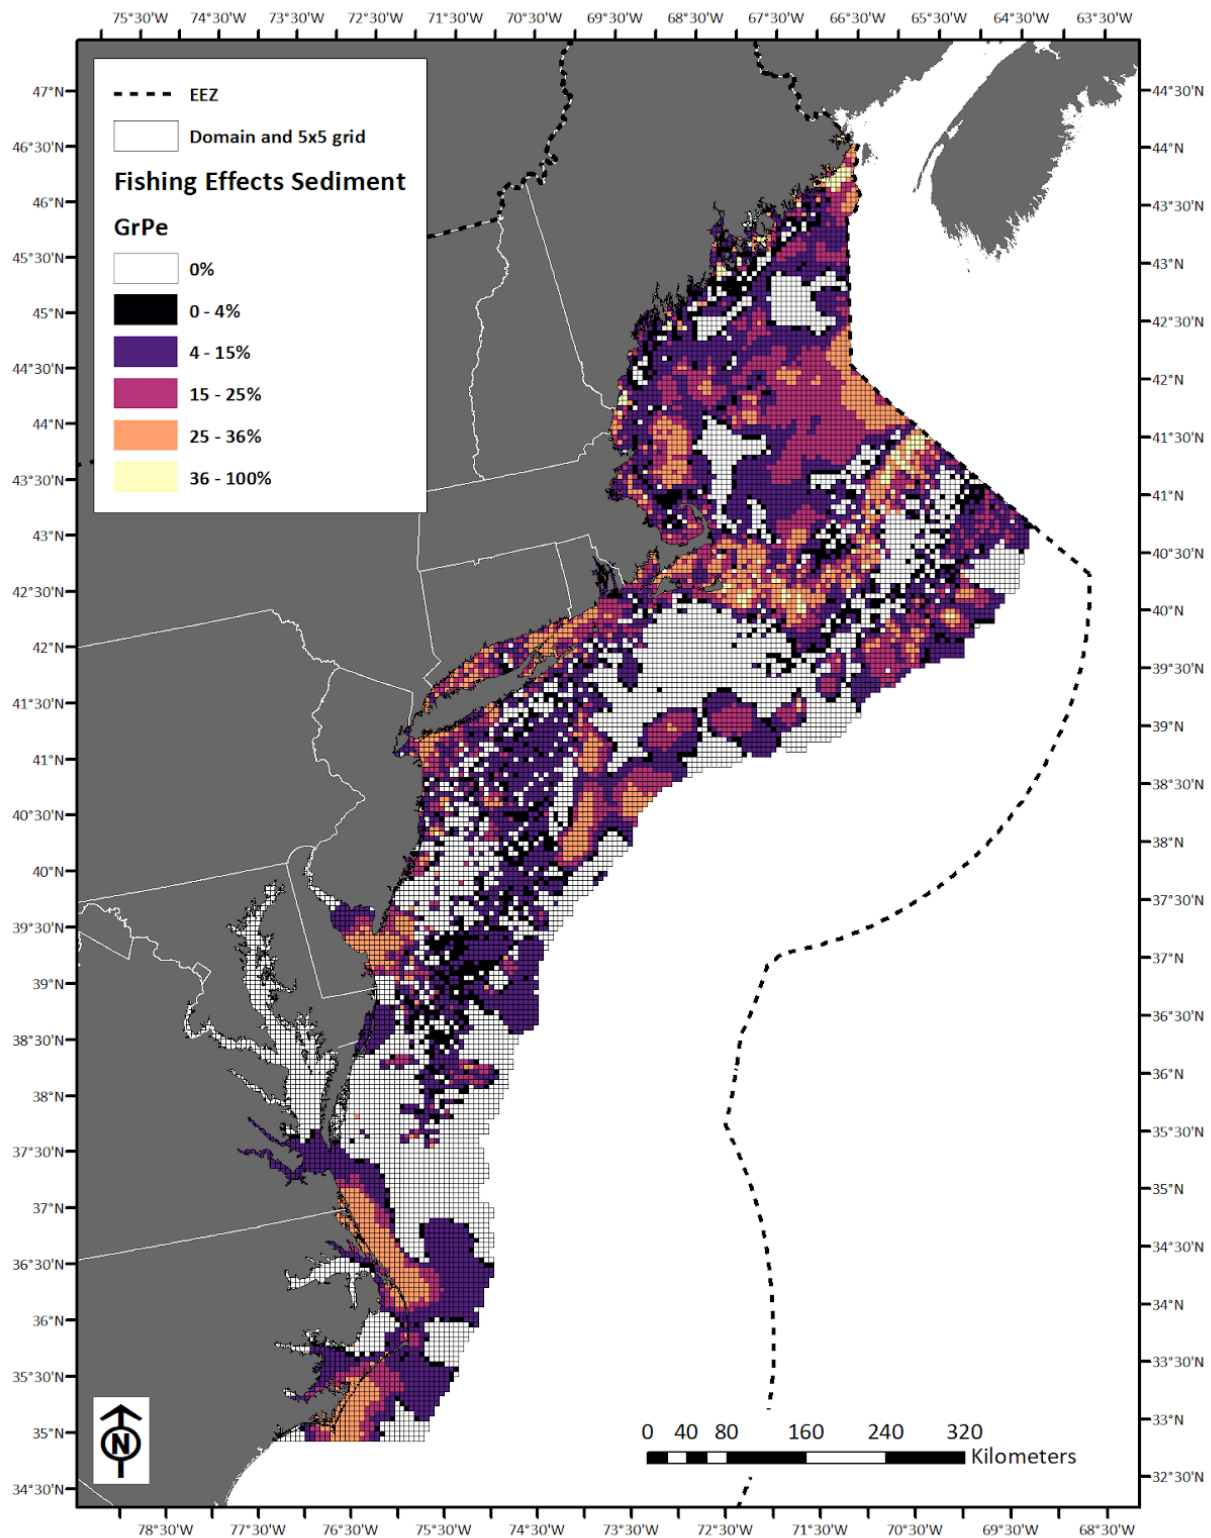 75°30'W 74°30'W 73°30'W 72°30'W 71°30'W 70°30'W 69°30'W 68°30'W 67°30'W 66°30'W 65°30'W 64°30'W 63°30'W
EEZ
Domain and 5x5 grid
Fishing Effects Sediment
GrPe
0%
0 - 4%
4 - 15%
15 - 25%
25 - 36%
36 - 100%
47°N
46°30'N
46°N
45°30'N
45°N
44°30'N
44°N
43°30'N
43°N
42°30'N
42°N
41°30'N
41°N
40°30'N
40°N
39°30'N
39°N
38°30'N
38°N
37°30'N
37°N
36°30'N
36°N
35°30'N
35°N
34°30'N
44°30'N
44°N
43°30'N
43°N
42°30'N
42°N
41°30'N
41°N
40°30'N
40°N
39°30'N
39°N
38°30'N
38°N
37°30'N
37°N
36°30'N
36°N
35°30'N
35°N
34°30'N
34°N
33°30'N
33°N
32°30'N
N
0 40 80 160 240 320
Kilometers
78°30'W 77°30'W 76°30'W 75°30'W 74°30'W 73°30'W 72°30'W 71°30'W 70°30'W 69°30'W 68°30'W